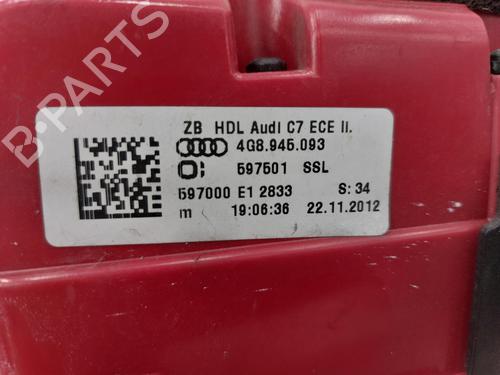 ZB HDL Audi C7 ECE li.
4G8.945.093
597501 SSL
597000 E1 2833 S: 34
m 19:06:36 22.11.2012